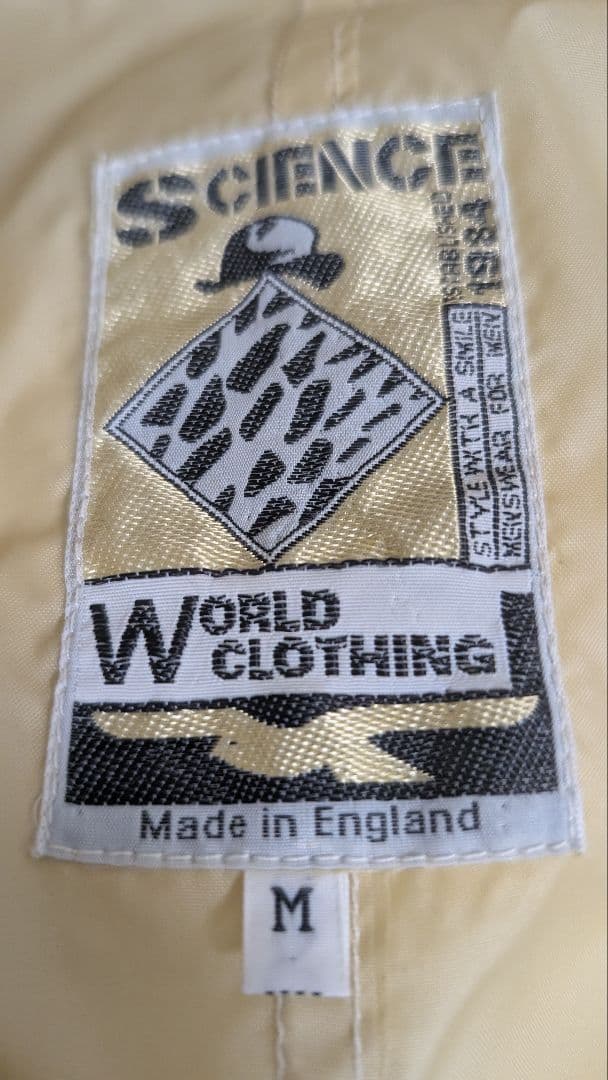 SCIENCE
ESTABLISHED
1984
STYLE WITH A SMILE
MENSWEAR FOR MEN
WORLD
CLOTHING
Made in England
M